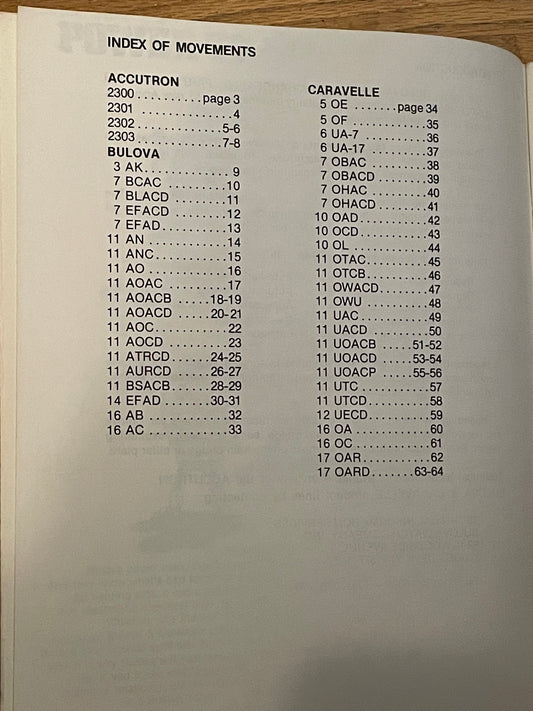 INDEX OF MOVEMENTS
ACCUTRON
2300 . . . . . . . . . . page 3
2301 . . . . . . . . . . . . . 4
2302 . . . . . . . . . . . . 5-6
2303 . . . . . . . . . . . . 7-8
BULOVA
3 AK. . . . . . . . . . . . . 9
7 BCAC . . . . . . . . . 10
7 BLACD . . . . . . . . 11
7 EFACD . . . . . . . . 12
7 EFAD. . . . . . . . . . 13
11 AN . . . . . . . . . . . . 14
11 ANC. . . . . . . . . . . 15
11 AO . . . . . . . . . . . . 16
11 AOAC . . . . . . . . . 17
11 AOACB . . . . . 18-19
11 AOACD . . . . . 20-21
11 AOC. . . . . . . . . . . 22
11 AOCD . . . . . . . . . 23
11 ATRCD . . . . . . 24-25
11 AURCD . . . . . . 26-27
11 BSACB. . . . . . 28-29
14 EFAD . . . . . . . 30-31
16 AB . . . . . . . . . . . . 32
16 AC . . . . . . . . . . . . 33
CARAVELLE
5 OE . . . . . . . page 34
5 OF . . . . . . . . . . . . 35
6 UA-7 . . . . . . . . . . 36
6 UA-17 . . . . . . . . . 37
7 OBAC . . . . . . . . . 38
7 OBACD . . . . . . . . 39
7 OHAC . . . . . . . . . 40
7 OHACD . . . . . . . . 41
10 OAD . . . . . . . . . . 42
10 OCD . . . . . . . . . . 43
10 OL . . . . . . . . . . . . 44
11 OTAC. . . . . . . . . . 45
11 OTCB. . . . . . . . . . 46
11 OWACD. . . . . . . . 47
11 OWU . . . . . . . . . . 48
11 UAC. . . . . . . . . . . 49
11 UACD . . . . . . . . . 50
11 UOACB . . . . . 51-52
11 UOACD . . . . . 53-54
11 UOACP . . . . . 55-56
11 UTC. . . . . . . . . . . 57
11 UTCD. . . . . . . . . . 58
12 UECD. . . . . . . . . . 59
16 OA . . . . . . . . . . . . 60
16 OC . . . . . . . . . . . . 61
17 OAR . . . . . . . . . . . 62
17 OARD. . . . . . . 63-64